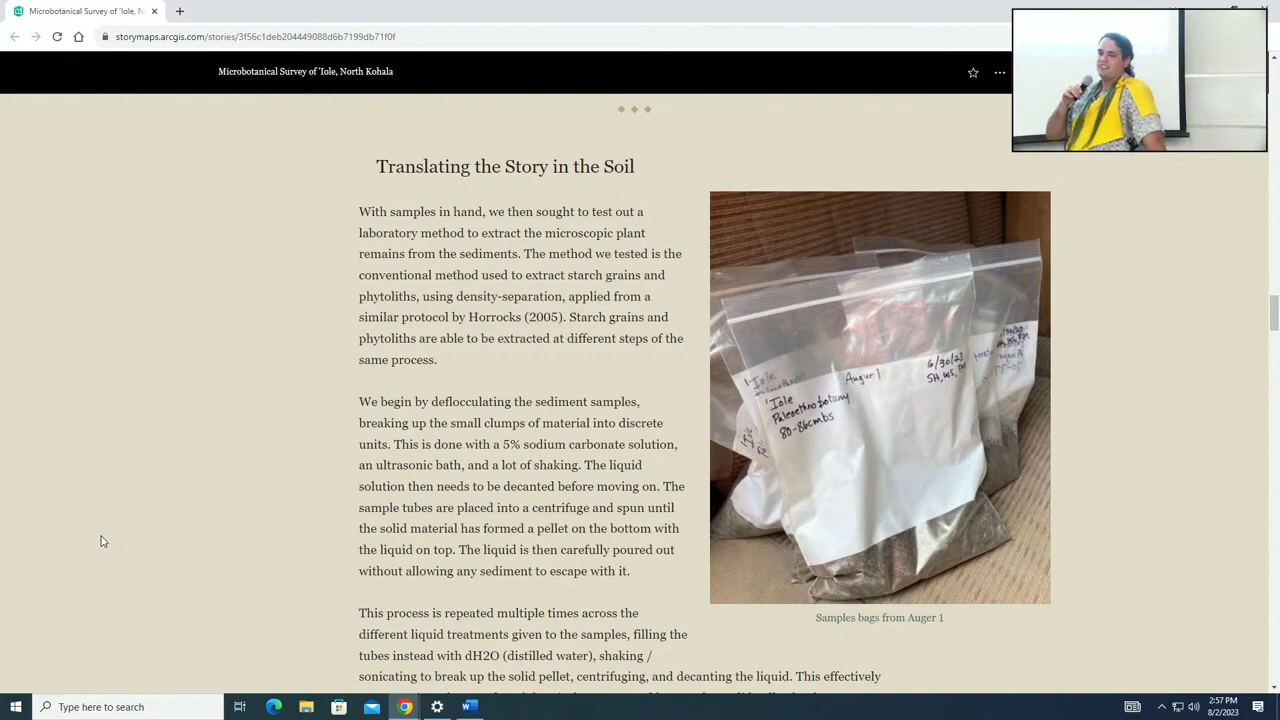 Microbotanical Survey of 'Iole, N
storymaps.arcgis.com/stories/3f56c1deb204449088d6b7199db71f0f
Microbotanical Survey of 'Iole, North Kohala
Translating the Story in the Soil
With samples in hand, we then sought to test out a
laboratory method to extract the microscopic plant
remains from the sediments. The method we tested is the
conventional method used to extract starch grains and
phytoliths, using density-separation, applied from a
similar protocol by Horrocks (2005). Starch grains and
phytoliths are able to be extracted at different steps of the
same process.
We begin by deflocculating the sediment samples,
breaking up the small clumps of material into discrete
units. This is done with a 5% sodium carbonate solution,
an ultrasonic bath, and a lot of shaking. The liquid
solution then needs to be decanted before moving on. The
sample tubes are placed into a centrifuge and spun until
the solid material has formed a pellet on the bottom with
the liquid on top. The liquid is then carefully poured out
without allowing any sediment to escape with it.
This process is repeated multiple times across the
different liquid treatments given to the samples, filling the
tubes instead with dH2O (distilled water), shaking /
sonicating to break up the solid pellet, centrifuging, and decanting the liquid. This effectively
'Iole
Auger 1
6/30/23
SH, WS,
'Iole
Paleoethnobotany
80-86cmbs
Samples bags from Auger 1
Type here to search
2:57 PM
8/2/2023